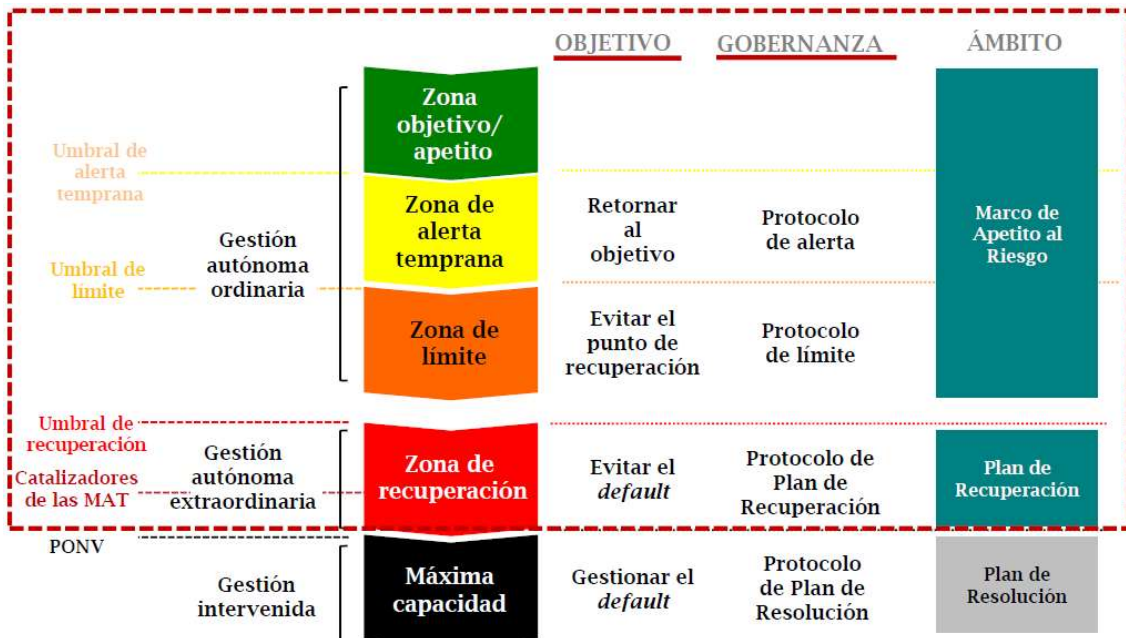 OBJETIVO
GOBERNANZA
ÁMBITO
Zona
objetivo/
apetito
Umbral de
alerta
temprana
Zona de
alerta
temprana
Retornar
al
objetivo
Protocolo
de alerta
Marco de
Apetito al
Riesgo
Gestión
autónoma
ordinaria
Umbral de
límite
Zona de
límite
Evitar el
punto de
recuperación
Protocolo
de límite
Umbral de
recuperación
Catalizadores
de las MAT
Gestión
autónoma
extraordinaria
Zona de
recuperación
Evitar el
default
Protocolo de
Plan de
Recuperación
Plan de
Recuperación
PONV
Gestión
intervenida
Máxima
capacidad
Gestionar el
default
Protocolo
de Plan de
Resolución
Plan de
Resolución